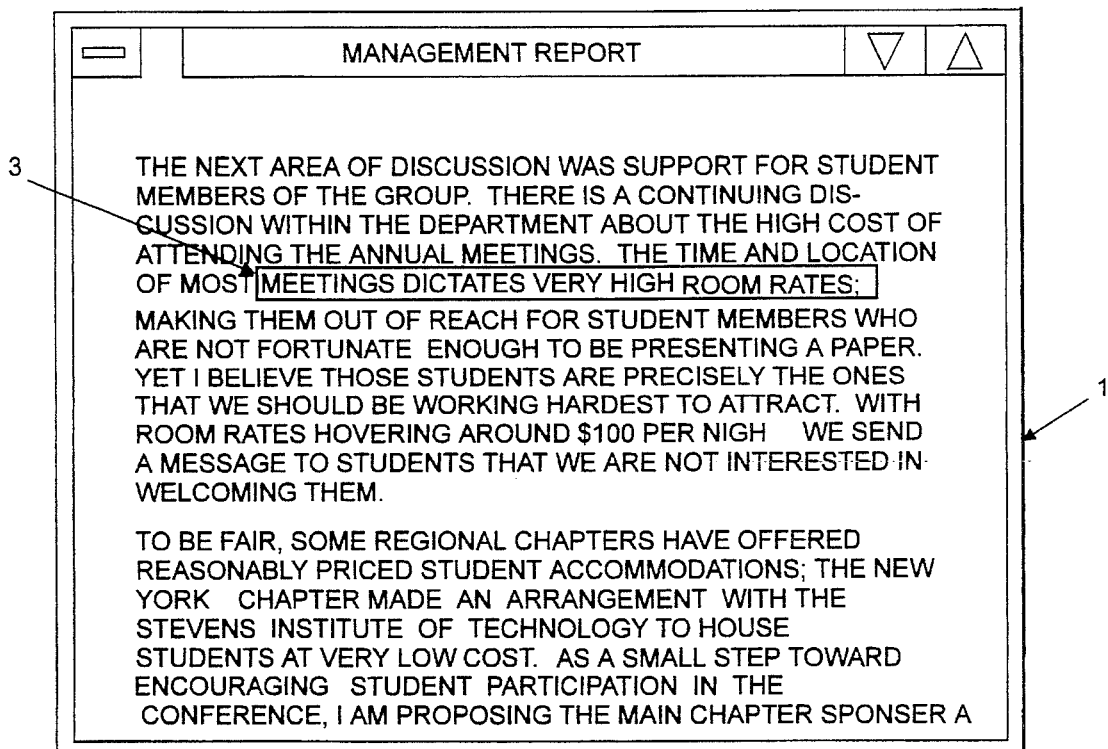 MANAGEMENT REPORT
3
THE NEXT AREA OF DISCUSSION WAS SUPPORT FOR STUDENT
MEMBERS OF THE GROUP. THERE IS A CONTINUING DIS-
CUSSION WITHIN THE DEPARTMENT ABOUT THE HIGH COST OF
ATTENDING THE ANNUAL MEETINGS. THE TIME AND LOCATION
OF MOST MEETINGS DICTATES VERY HIGH ROOM RATES;
MAKING THEM OUT OF REACH FOR STUDENT MEMBERS WHO
ARE NOT FORTUNATE ENOUGH TO BE PRESENTING A PAPER.
YET I BELIEVE THOSE STUDENTS ARE PRECISELY THE ONES
THAT WE SHOULD BE WORKING HARDEST TO ATTRACT. WITH
1
ROOM RATES HOVERING AROUND $100 PER NIGH WE SEND
A MESSAGE TO STUDENTS THAT WE ARE NOT INTERESTED IN
WELCOMING THEM.
TO BE FAIR, SOME REGIONAL CHAPTERS HAVE OFFERED
REASONABLY PRICED STUDENT ACCOMMODATIONS; THE NEW
YORK CHAPTER MADE AN ARRANGEMENT WITH THE
STEVENS INSTITUTE OF TECHNOLOGY TO HOUSE
STUDENTS AT VERY LOW COST. AS A SMALL STEP TOWARD
ENCOURAGING STUDENT PARTICIPATION IN THE
CONFERENCE, I AM PROPOSING THE MAIN CHAPTER SPONSER A